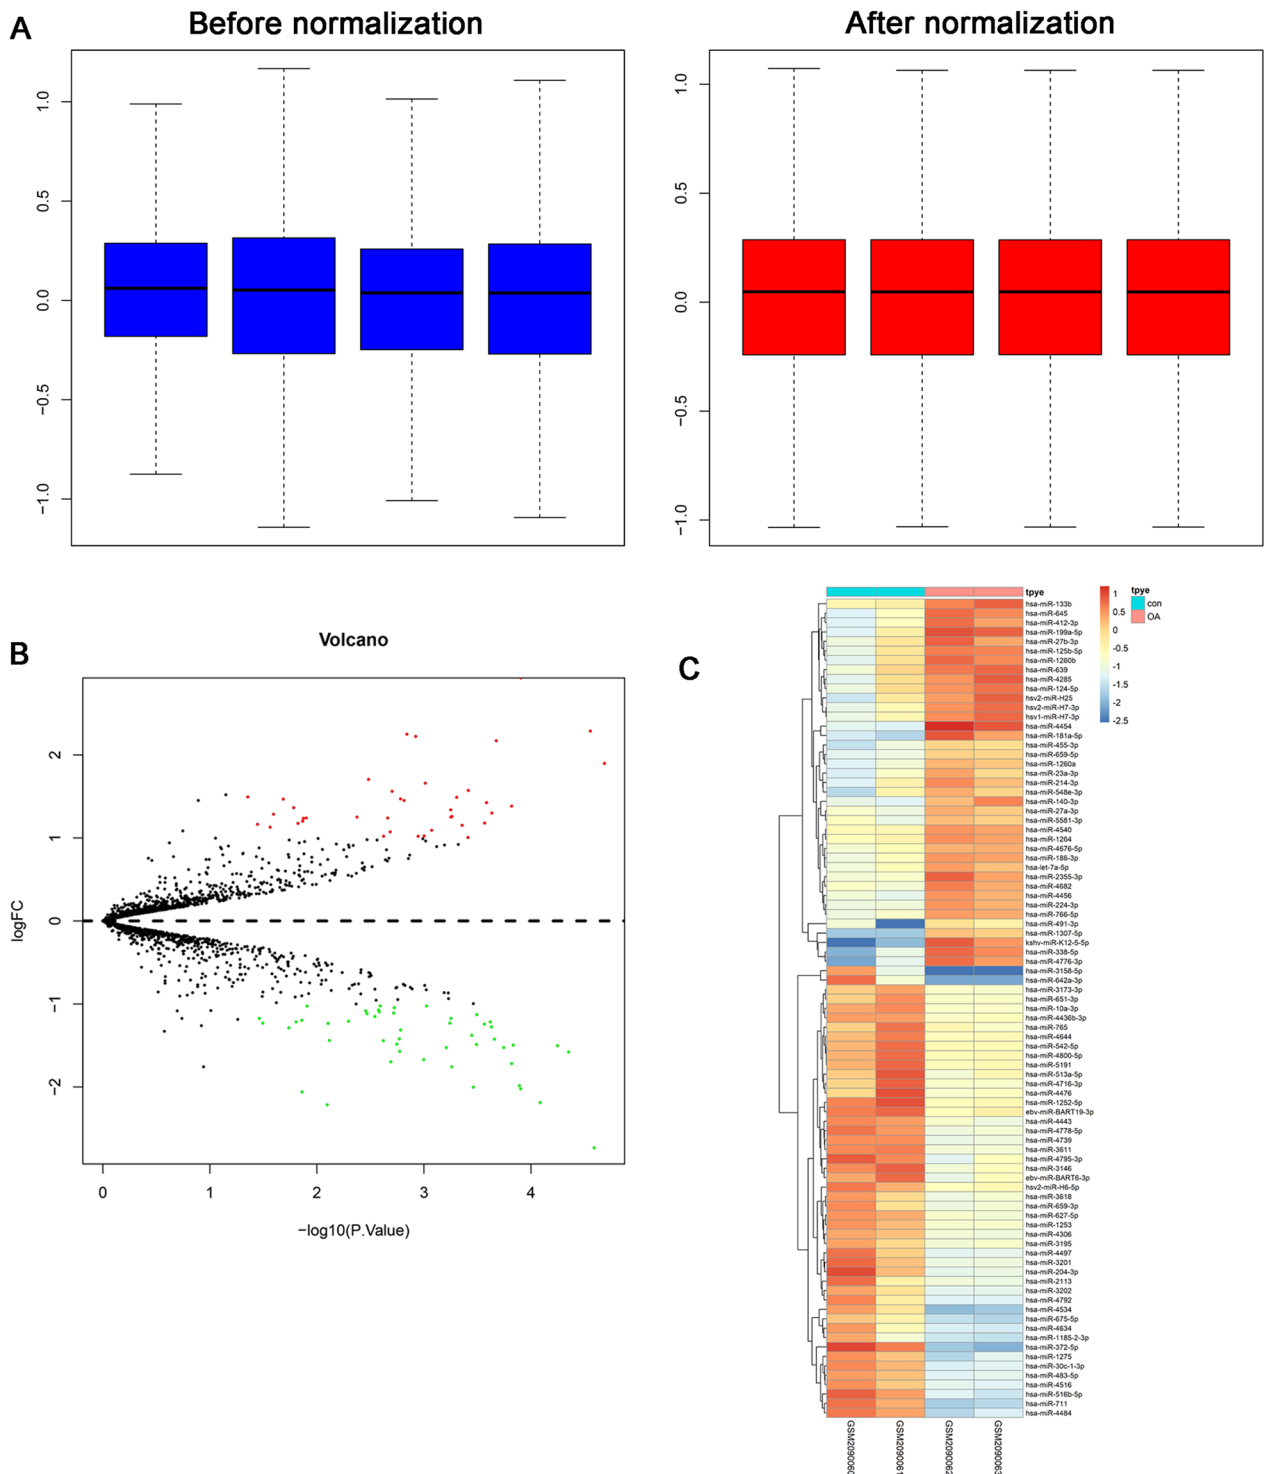 A
Before normalization
After normalization
1.0
0.5
0.0
−0.5
−1.0
1.0
0.5
0.0
−0.5
−1.0
B
Volcano
logFC
2
1
0
−1
−2
0 1 2 3 4
−log10(P.Value)
C
tpye
hsa-miR-133b
hsa-miR-645
hsa-miR-412-3p
hsa-miR-199a-5p
hsa-miR-27b-3p
hsa-miR-125b-5p
hsa-miR-1260b
hsa-miR-639
hsa-miR-4285
hsa-miR-124-5p
hsv2-miR-H25
hsv2-miR-H7-3p
hsv1-miR-H7-3p
hsa-miR-4454
hsa-miR-181a-5p
hsa-miR-455-3p
hsa-miR-659-5p
hsa-miR-1260a
hsa-miR-23a-3p
hsa-miR-214-3p
hsa-miR-548e-3p
hsa-miR-140-3p
hsa-miR-27a-3p
hsa-miR-5581-3p
hsa-miR-4540
hsa-miR-1264
hsa-miR-4676-5p
hsa-miR-186-3p
hsa-let-7a-5p
hsa-miR-2355-3p
hsa-miR-4682
hsa-miR-4456
hsa-miR-224-3p
hsa-miR-766-5p
hsa-miR-491-3p
hsa-miR-1307-5p
kshv-miR-K12-5-5p
hsa-miR-338-5p
hsa-miR-4776-3p
hsa-miR-3158-5p
hsa-miR-642a-3p
hsa-miR-3173-3p
hsa-miR-651-3p
hsa-miR-10a-3p
hsa-miR-4436b-3p
hsa-miR-765
hsa-miR-4644
hsa-miR-542-5p
hsa-miR-4800-5p
hsa-miR-5191
hsa-miR-513a-5p
hsa-miR-4716-3p
hsa-miR-4476
hsa-miR-1252-5p
ebv-miR-BART19-3p
hsa-miR-4443
hsa-miR-4778-5p
hsa-miR-4739
hsa-miR-3611
hsa-miR-4795-3p
hsa-miR-3146
ebv-miR-BART6-3p
hsv2-miR-H6-5p
hsa-miR-3618
hsa-miR-659-3p
hsa-miR-627-5p
hsa-miR-1253
hsa-miR-4306
hsa-miR-3195
hsa-miR-4497
hsa-miR-3201
hsa-miR-204-3p
hsa-miR-2113
hsa-miR-3202
hsa-miR-4792
hsa-miR-4534
hsa-miR-675-5p
hsa-miR-4634
hsa-miR-1185-2-3p
hsa-miR-372-5p
hsa-miR-1275
hsa-miR-30c-1-3p
hsa-miR-483-5p
hsa-miR-4516
hsa-miR-516b-5p
hsa-miR-711
hsa-miR-4484
GSM2090060
GSM2090061
GSM2090062
GSM2090063
1
0.5
0
-0.5
-1
-1.5
-2
-2.5
tpye
con
OA